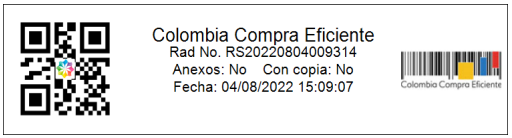 Colombia Compra Eficiente
Rad No. RS20220804009314
Anexos: No Con copia: No
Fecha: 04/08/2022 15:09:07
Colombia Compra Eficiente